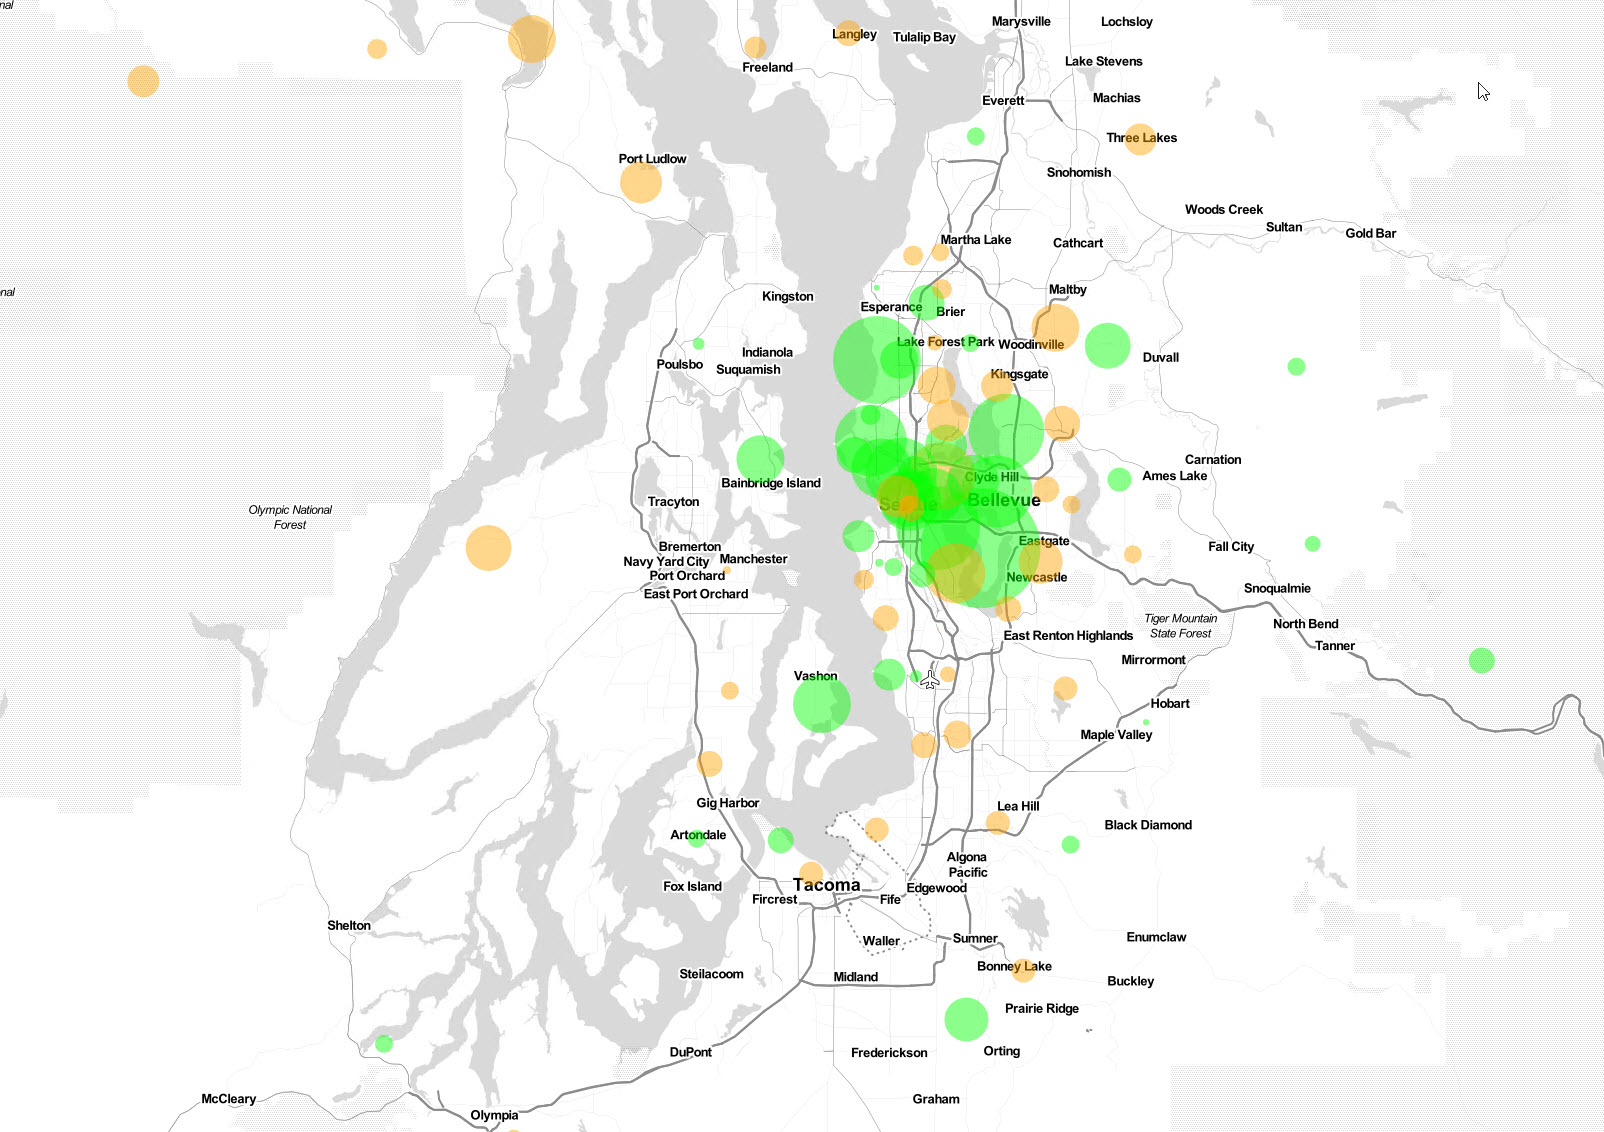 nal
Marysville
Lochsloy
Langley
Tulalip Bay
Freeland
Lake Stevens
Everett
Machias
Three Lakes
Port Ludlow
Snohomish
Woods Creek
Sultan
Gold Bar
Martha Lake
Cathcart
nal
Kingston
Maltby
Esperance
Brier
Lake Forest Park
Woodinville
Indianola
Duvall
Poulsbo
Suquamish
Kingsgate
Carnation
Clyde Hill
Ames Lake
Bainbridge Island
Tracyton
Seattle
Bellevue
Olympic National
Forest
Eastgate
Bremerton
Fall City
Navy Yard City
Manchester
Port Orchard
Newcastle
East Port Orchard
Snoqualmie
Tiger Mountain
State Forest
North Bend
East Renton Highlands
Tanner
Mirrormont
Vashon
Hobart
Maple Valley
Gig Harbor
Lea Hill
Artondale
Black Diamond
Algona
Pacific
Fox Island
Tacoma
Edgewood
Fircrest
Fife
Shelton
Waller
Sumner
Enumclaw
Steilacoom
Midland
Bonney Lake
Buckley
Prairie Ridge
DuPont
Frederickson
Orting
McCleary
Graham
Olympia